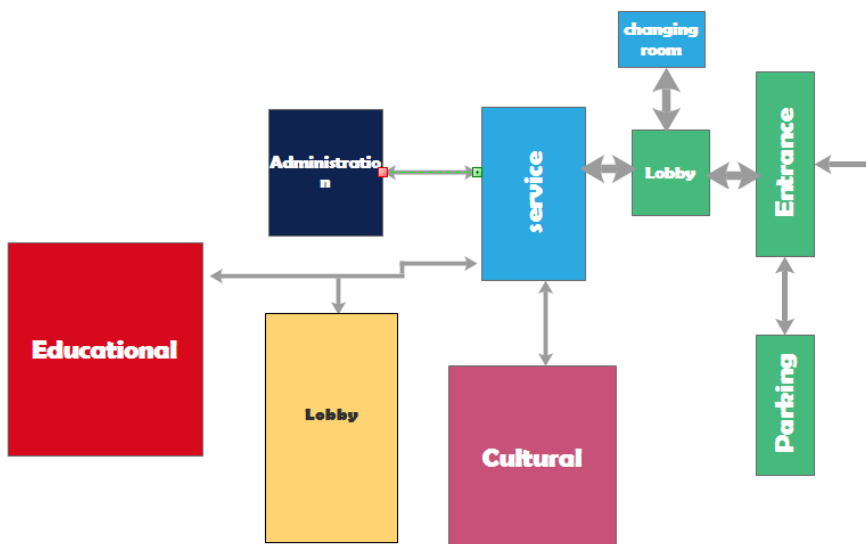 changing
room
Administratio
n
service
Lobby
Entrance
Educational
Lobby
Cultural
Parking